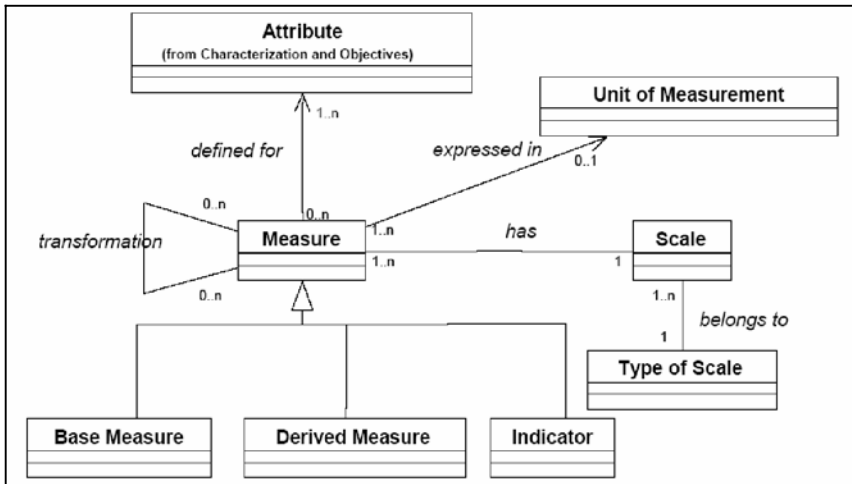 Attribute
(from Characterization and Objectives)
Unit of Measurement
1..n
defined for
expressed in
0..1
0..n
0..n
1..n
transformation
Measure
has
Scale
1..n
1
0..n
1..n
belongs to
1
Type of Scale
Base Measure
Derived Measure
Indicator